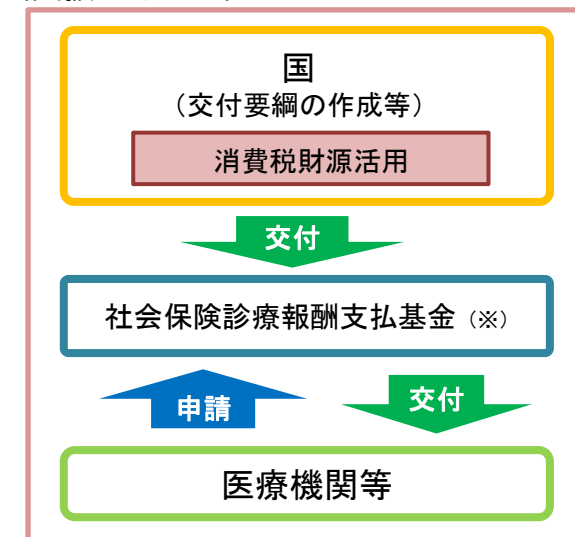 国
(交付要綱の作成等)
消費税財源活用
交付
社会保険診療報酬支払基金(※)
申請
交付
医療機関等